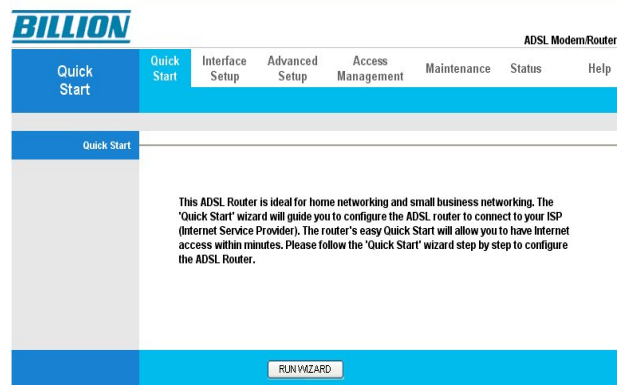 BILLION
ADSL Modem/Router
Quick
Start
Quick
Start
Interface
Setup
Advanced
Setup
Access
Management
Maintenance
Status
Help
Quick Start
This ADSL Router is ideal for home networking and small business networking. The
'Quick Start' wizard will guide you to configure the ADSL router to connect to your ISP
(Internet Service Provider). The router's easy Quick Start will allow you to have Internet
access within minutes. Please follow the 'Quick Start' wizard step by step to configure
the ADSL Router.
RUN WIZARD